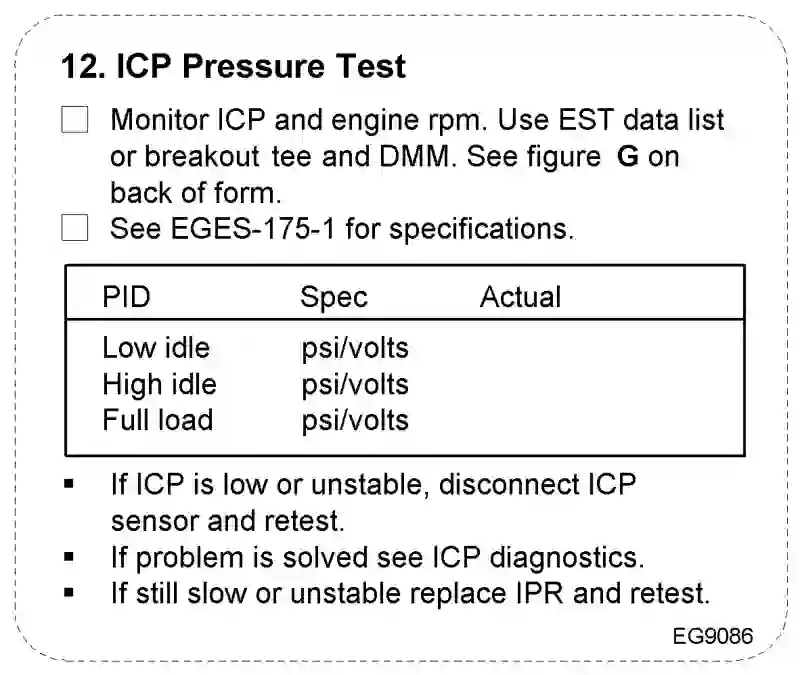 12. ICP Pressure Test
Monitor ICP and engine rpm. Use EST data list
or breakout tee and DMM. See figure G on
back of form.
See EGES-175-1 for specifications.
PID Spec Actual
Low idle psi/volts
High idle psi/volts
Full load psi/volts
▪ If ICP is low or unstable, disconnect ICP
sensor and retest.
▪ If problem is solved see ICP diagnostics.
▪ If still slow or unstable replace IPR and retest.
EG9086